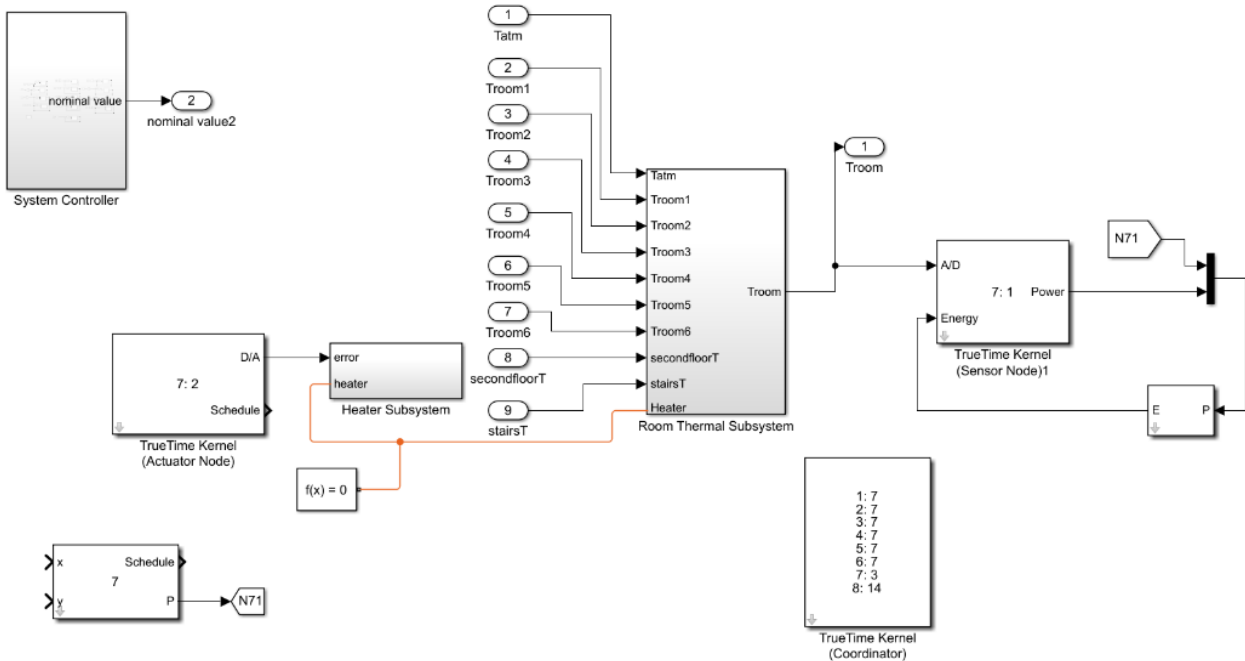 nominal value
System Controller
2
nominal value2
1
Tatm
2
Troom1
3
Troom2
4
Troom3
5
Troom4
6
Troom5
7
Troom6
8
secondfloorT
9
stairsT
Tatm
Troom1
Troom2
Troom3
Troom4
Troom5
Troom6
secondfloorT
stairsT
Heater
Troom
Room Thermal Subsystem
1
Troom
N71
A/D
7: 1
Power
Energy
TrueTime Kernel
(Sensor Node)1
E
P
D/A
7: 2
Schedule
TrueTime Kernel
(Actuator Node)
error
heater
Heater Subsystem
f(x) = 0
x
Schedule
7
y
P
N71
1: 7
2: 7
3: 7
4: 7
5: 7
6: 7
7: 3
8: 14
TrueTime Kernel
(Coordinator)